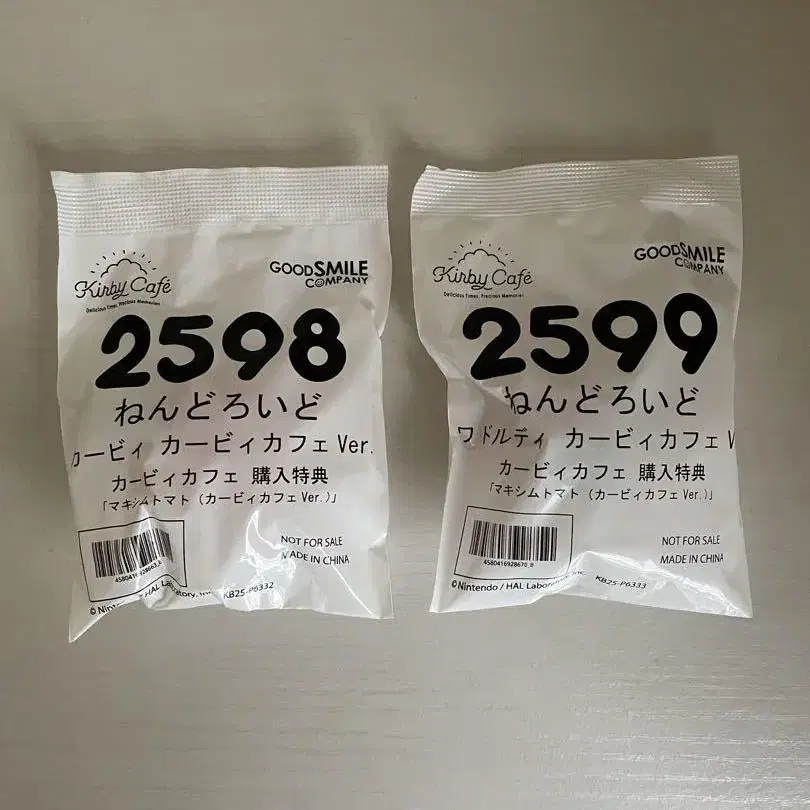 Kirby Café
Delicious Times, Precious Memories
GOODSMILE
COMPANY
2598
ねんどろいど
カービィ カービィカフェ Ver.
カービィカフェ 購入特典
「マキシムトマト (カービィカフェ Ver.)」
NOT FOR SALE
MADE IN CHINA
©Nintendo / HAL Laboratory, Inc. KB25-P6332
Kirby Café
Delicious Times, Precious Memories
GOODSMILE
COMPANY
2599
ねんどろいど
ワドルディ カービィカフェ V
カービィカフェ 購入特典
「マキシムトマト (カービィカフェ Ver.)」
4580416928670_B
NOT FOR SALE
MADE IN CHINA
©Nintendo / HAL Laboratory, Inc. KB25-P6333